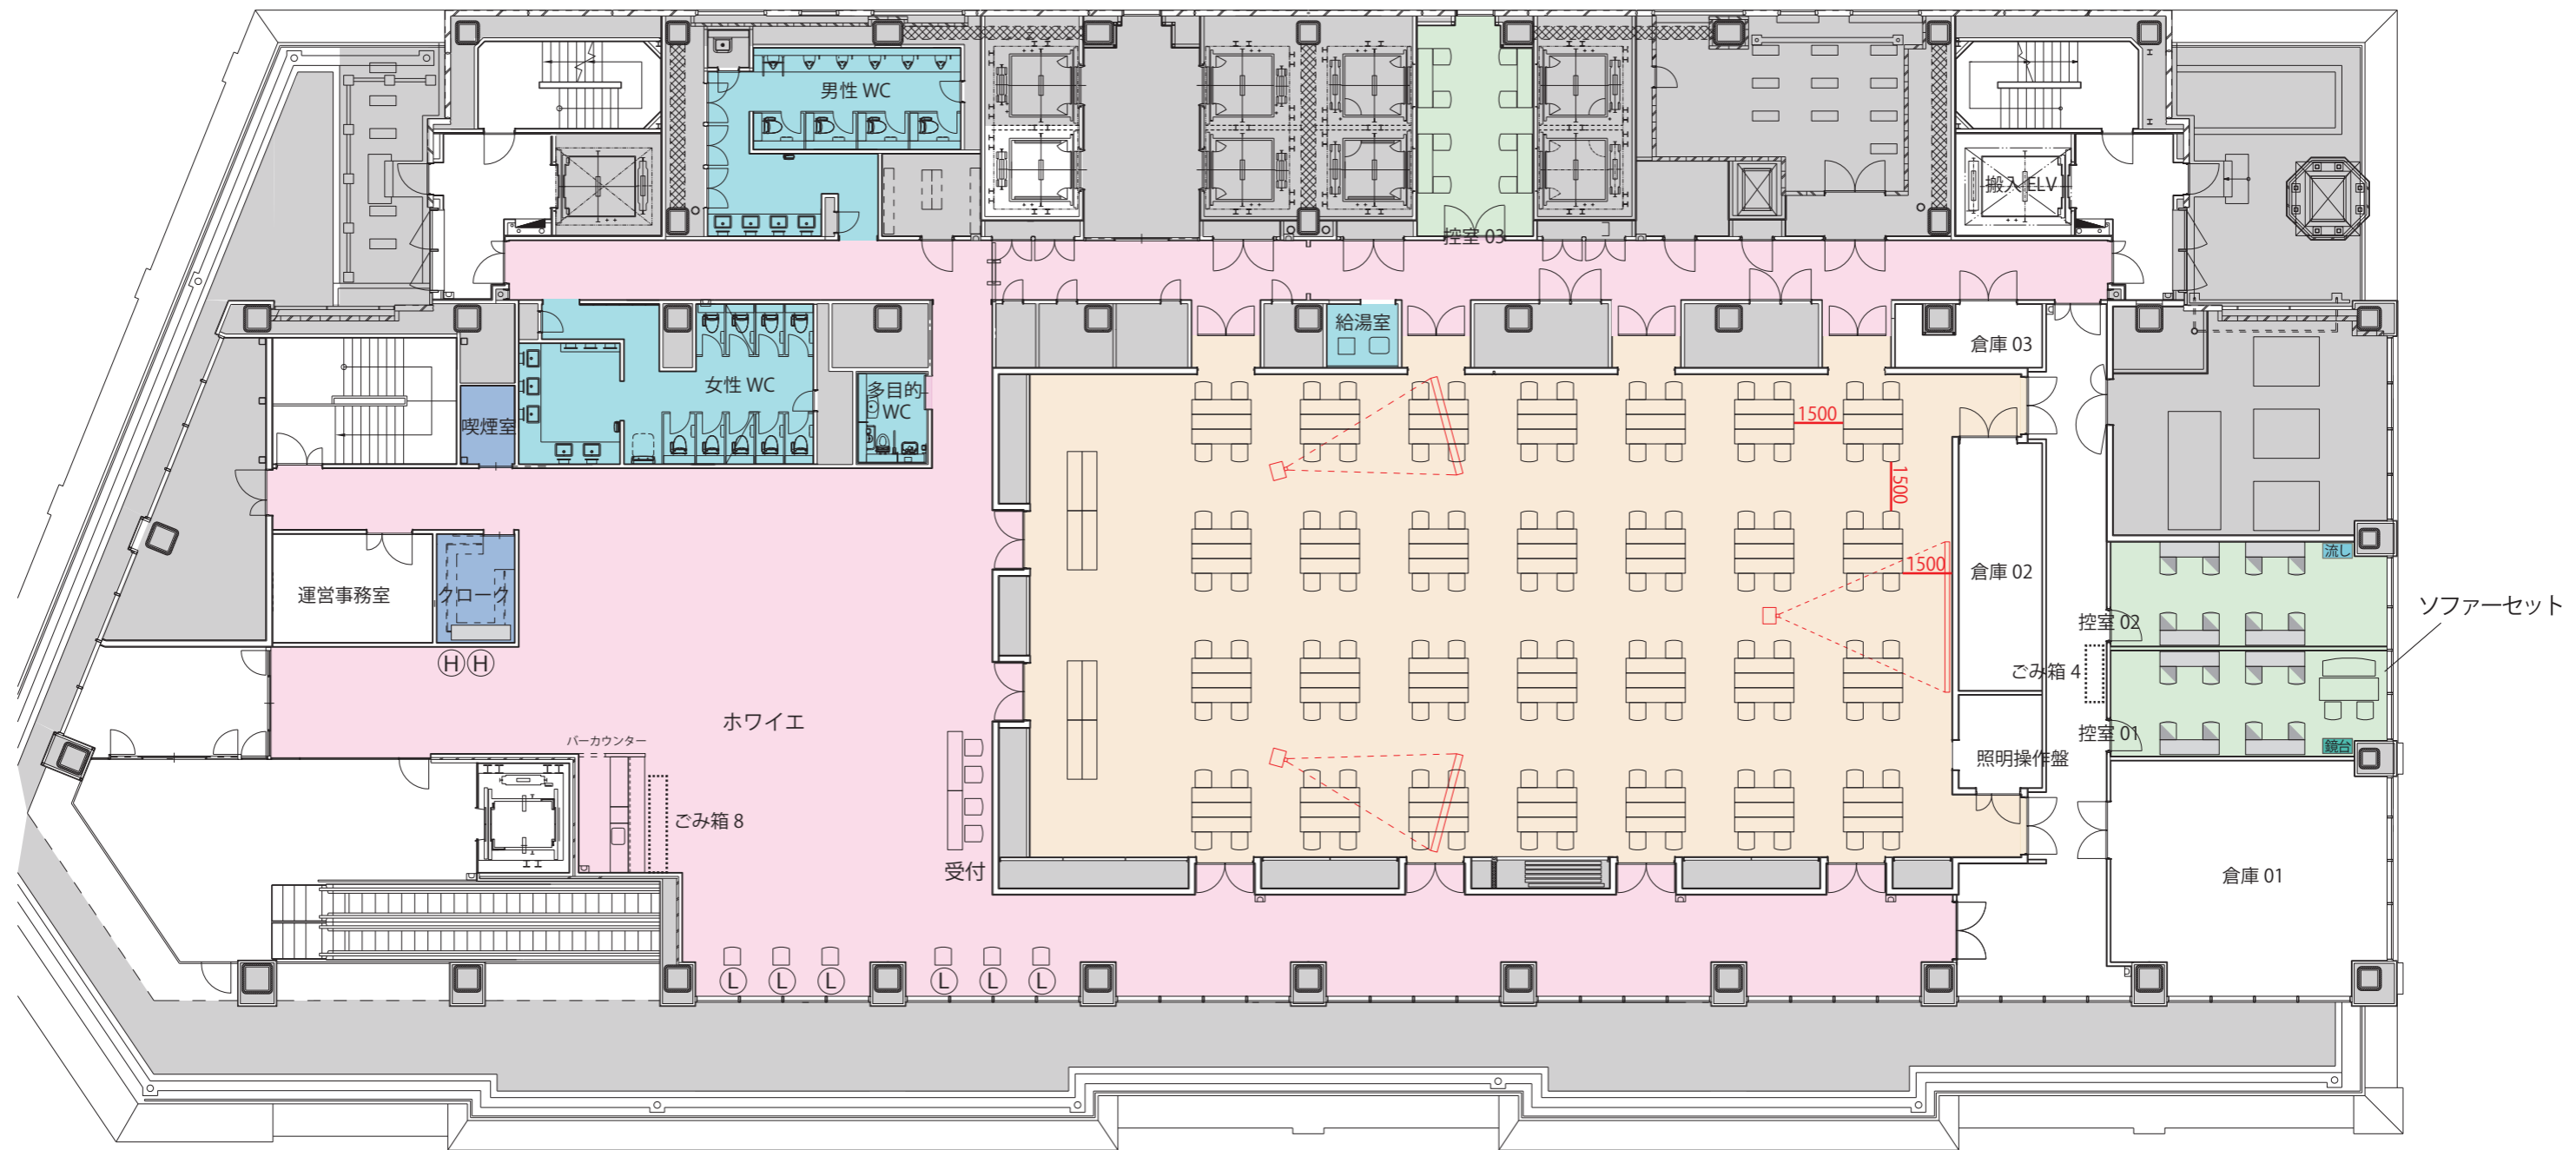 男性 WC
搬入 ELV
控室 03
給湯室
倉庫 03
女性 WC
多目的
WC
喫煙室
1500
1500
1500
倉庫 02
流し
運営事務室
クローク
ソファーセット
控室 02
H H
ごみ箱 4
ホワイエ
控室 01
鏡台
バーカウンター
照明操作盤
ごみ箱 8
受付
倉庫 01
L L L L L L